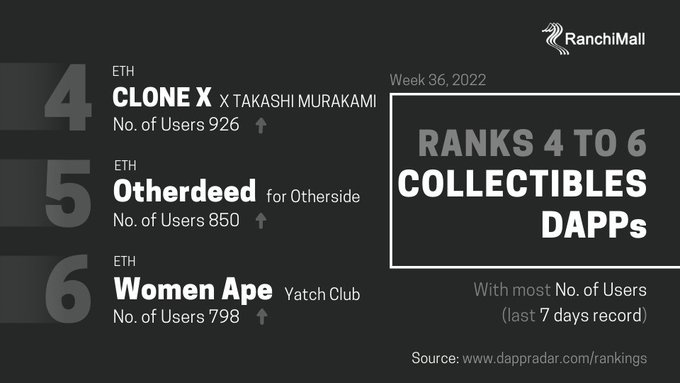 RanchiMall
Week 36, 2022
RANKS 4 TO 6
COLLECTIBLES
DAPPs
4
ETH
CLONE X X TAKASHI MURAKAMI
No. of Users 926
5
ETH
Otherdeed for Otherside
No. of Users 850
6
ETH
Women Ape Yatch Club
No. of Users 798
With most No. of Users
(last 7 days record)
Source: www.dappradar.com/rankings